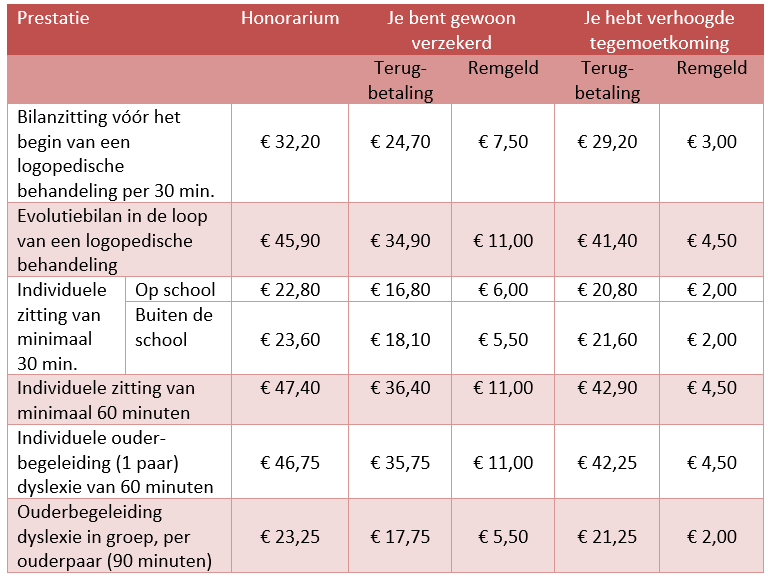 Prestatie Honorarium Je bent gewoon Je hebt verhoogde
verzekerd tegemoetkoming
Terug- Remgeld Terug- Remgeld
betaling betaling
Bilanzitting vóór het
begin van een € 32,20 € 24,70 € 7,50 € 29,20 € 3,00
logopedische
behandeling per 30 min.
Evolutiebilan in de loop
van een logopedische € 45,90 € 34,90 € 11,00 € 41,40 € 4,50
behandeling
Individuele Op school € 22,80 € 16,80 € 6,00 € 20,80 € 2,00
zitting van Buiten de
minimaal school € 23,60 € 18,10 € 5,50 € 21,60 € 2,00
30 min.
Individuele zitting van € 47,40 € 36,40 € 11,00 € 42,90 € 4,50
minimaal 60 minuten
Individuele ouder-
begeleiding (1 paar) € 46,75 € 35,75 € 11,00 € 42,25 € 4,50
dyslexie van 60 minuten
Ouderbegeleiding
dyslexie in groep, per € 23,25 € 17,75 € 5,50 € 21,25 € 2,00
ouderpaar (90 minuten)